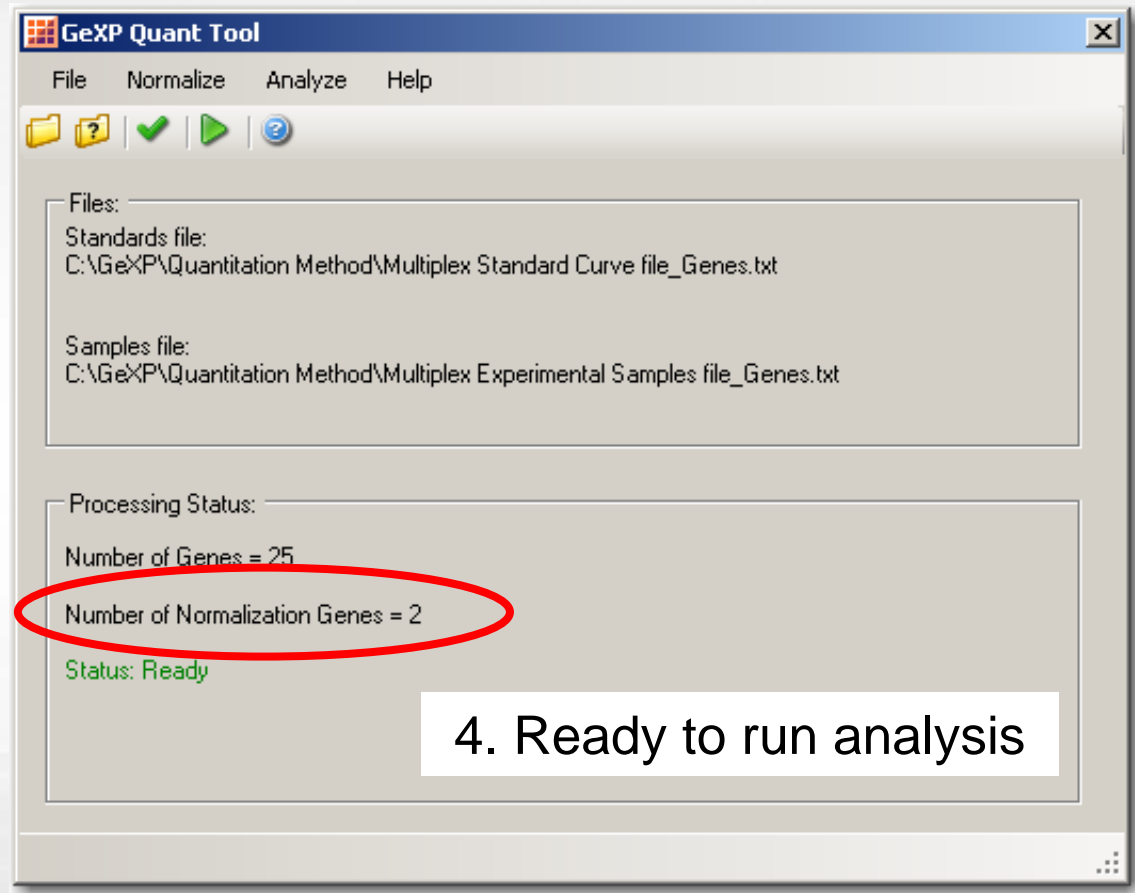 GeXP Quant Tool
File Normalize Analyze Help
Files:
Standards file:
C:\GeXP\Quantitation Method\Multiplex Standard Curve file_Genes.txt
Samples file:
C:\GeXP\Quantitation Method\Multiplex Experimental Samples file_Genes.txt
Processing Status:
Number of Genes = 25
Number of Normalization Genes = 2
Status: Ready
4. Ready to run analysis